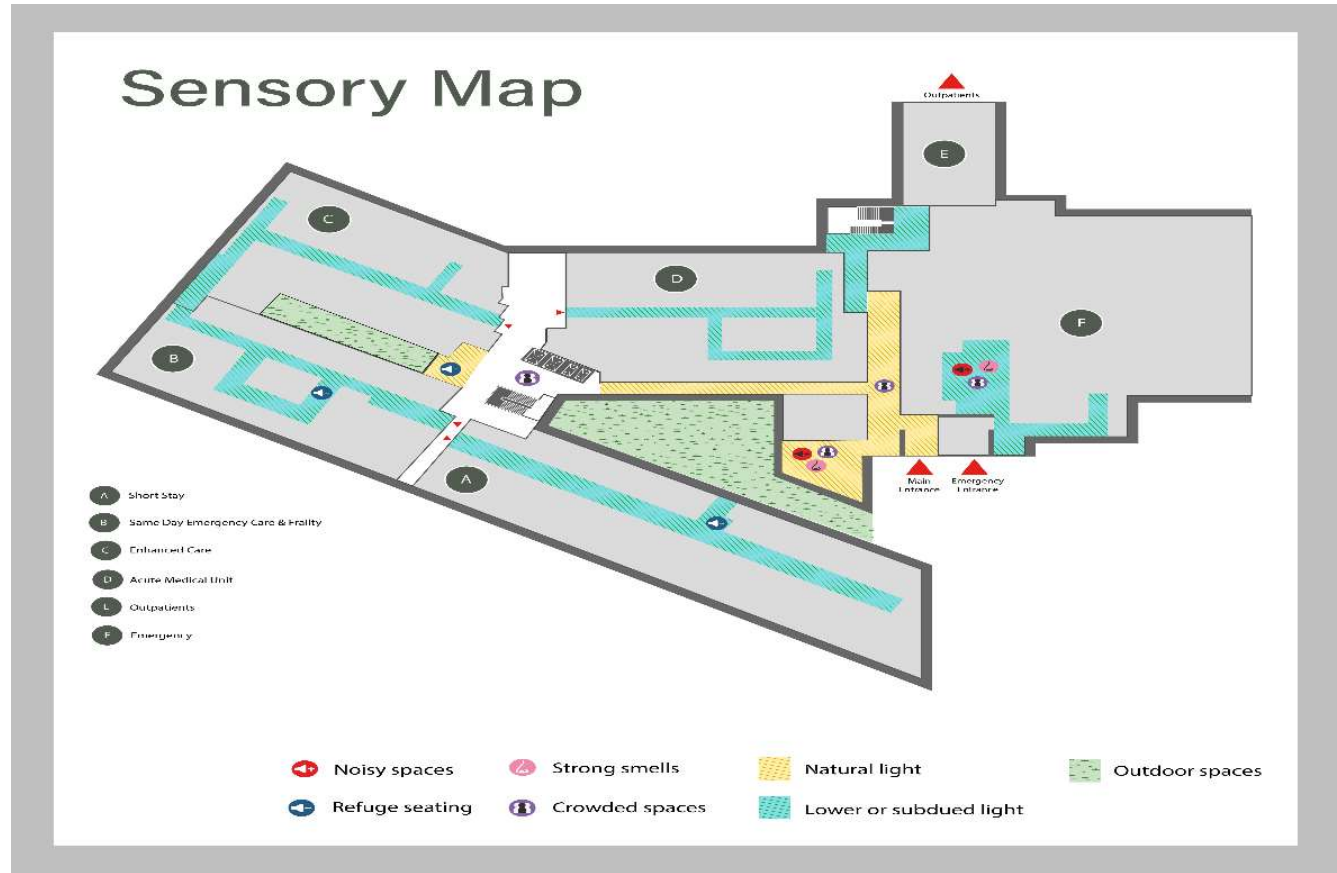 Sensory Map
Outpatients
E
C
D
F
B
A
Main
Entrance
Emergency
Entrance
A Short Stay
B Same Day Emergency Care & Frailty
C Enhanced Care
D Acute Medical Unit
E Outpatients
F Emergency
Noisy spaces
Strong smells
Natural light
Outdoor spaces
Refuge seating
Crowded spaces
Lower or subdued light